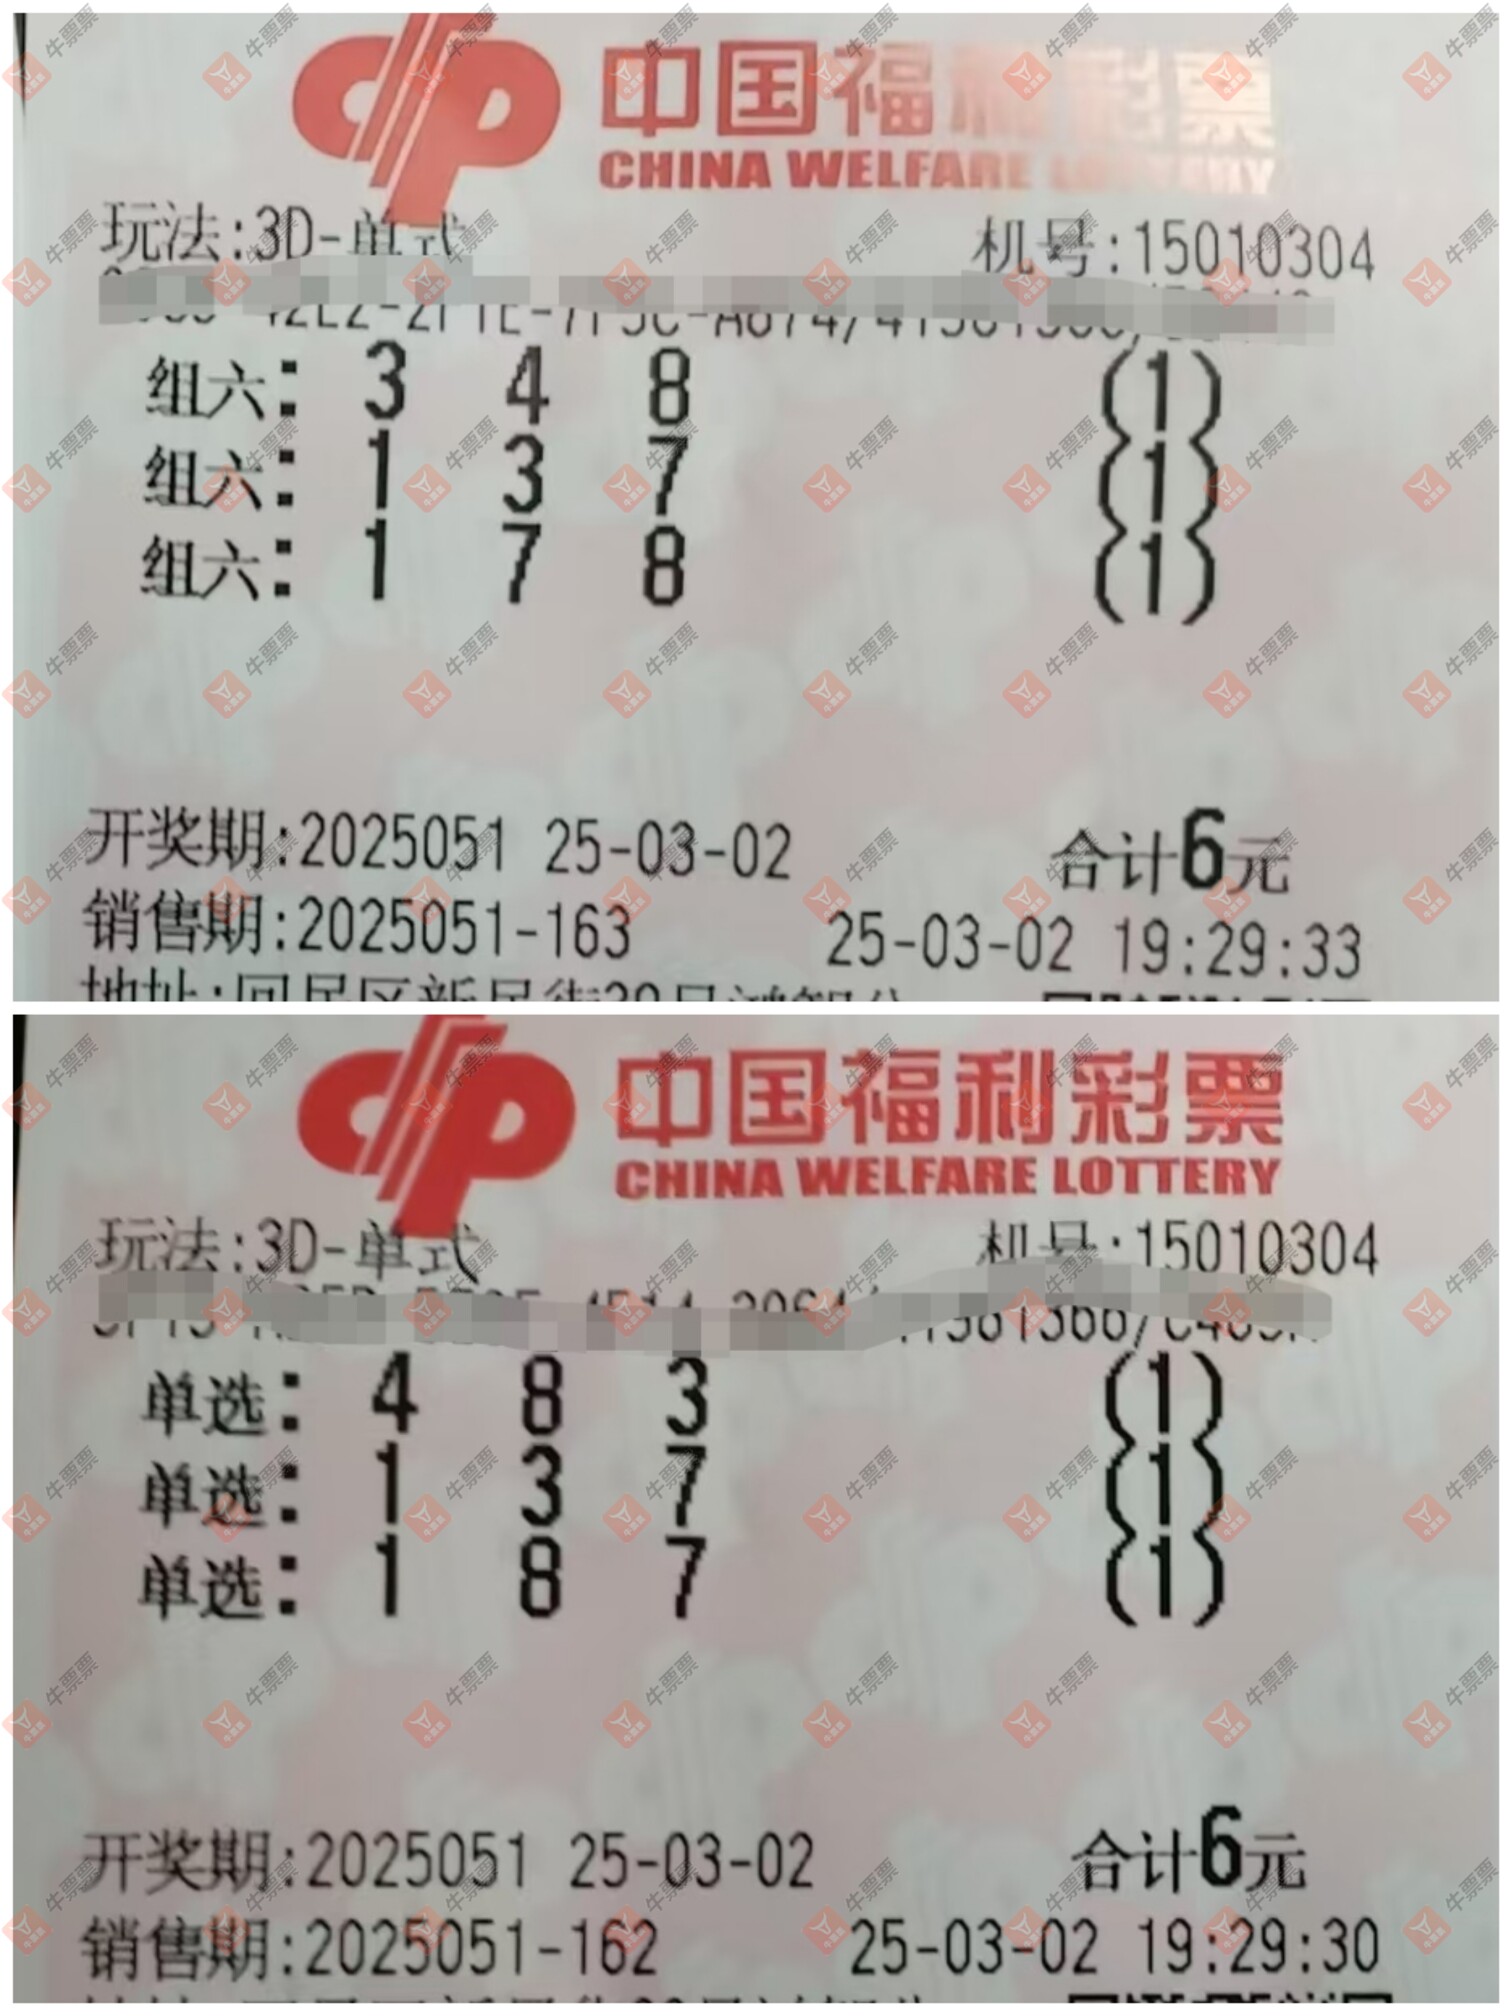 中国福利彩票
CHINA WELFARE LOTTERY
玩法:3D-单式 机号:15010304
组六: 3 4 8 (1)
组六: 1 3 7 (1)
组六: 1 7 8 (1)
开奖期:2025051 25-03-02 合计6元
销售期:2025051-163 25-03-02 19:29:33
中国福利彩票
CHINA WELFARE LOTTERY
玩法:3D-单式 机号:15010304
单选: 4 8 3 (1)
单选: 1 3 7 (1)
单选: 1 8 7 (1)
开奖期:2025051 25-03-02 合计6元
销售期:2025051-162 25-03-02 19:29:30
牛票票